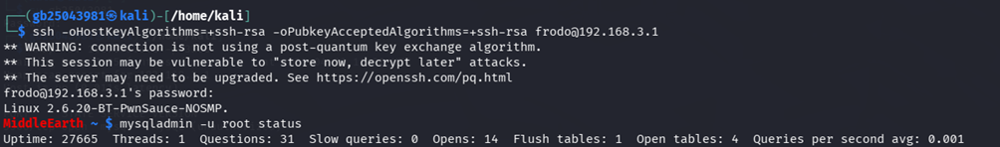 ┌──(gb25043981㉿kali)-[/home/kali]
└─$ ssh -oHostKeyAlgorithms=+ssh-rsa -oPubkeyAcceptedAlgorithms=+ssh-rsa frodo@192.168.3.1
** WARNING: connection is not using a post-quantum key exchange algorithm.
** This session may be vulnerable to "store now, decrypt later" attacks.
** The server may need to be upgraded. See https://openssh.com/pq.html
frodo@192.168.3.1's password:
Linux 2.6.20-BT-PwnSauce-NOSMP.
MiddleEarth ~ $ mysqladmin -u root status
Uptime: 27665  Threads: 1  Questions: 31  Slow queries: 0  Opens: 14  Flush tables: 1  Open tables: 4  Queries per second avg: 0.001